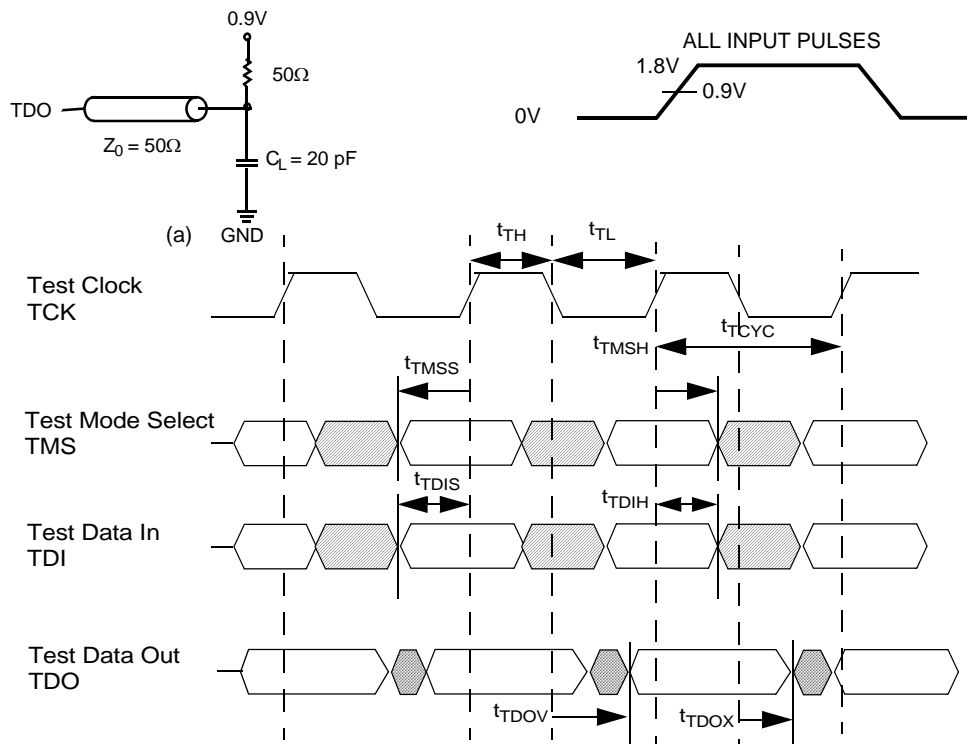 0.9V
50Ω
TDO
Z0 = 50Ω
CL = 20 pF
(a)
GND
ALL INPUT PULSES
1.8V
0.9V
0V
tTH
tTL
Test Clock
TCK
tTCYC
tTMSH
tTMSS
Test Mode Select
TMS
tTDIS
tTDIH
Test Data In
TDI
Test Data Out
TDO
tTDOV
tTDOX